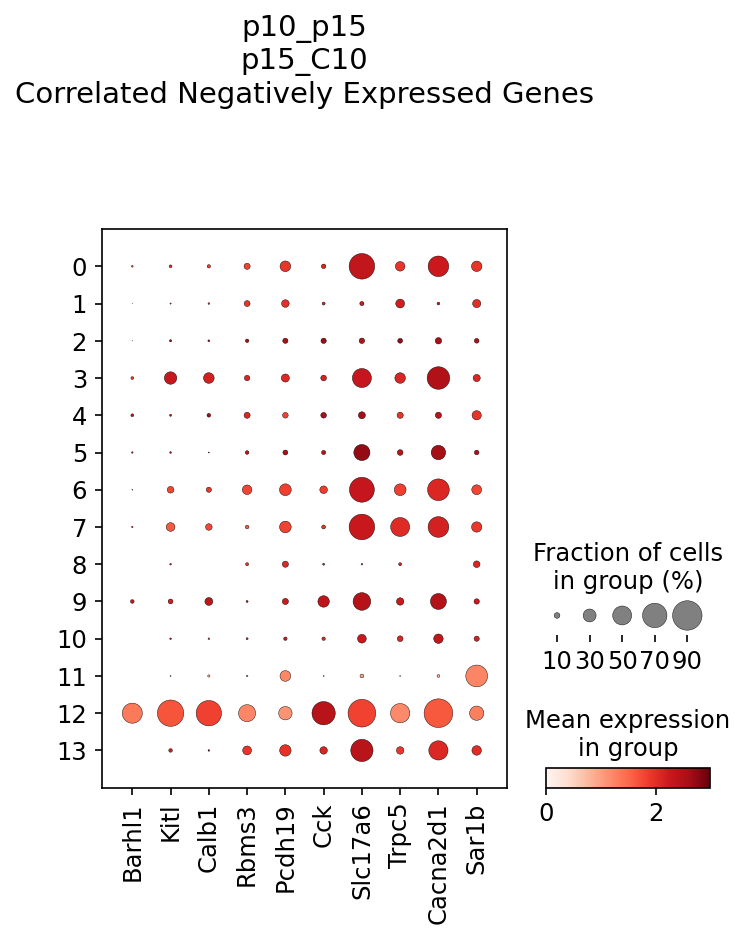 p10_p15
p15_C10
Correlated Negatively Expressed Genes
0
1
2
3
4
5
6
7
8
9
10
11
12
13
Barhl1
Kitl
Calb1
Rbms3
Pcdh19
Cck
Slc17a6
Trpc5
Cacna2d1
Sar1b
Fraction of cells
in group (%)
10 30 50 70 90
Mean expression
in group
0 2